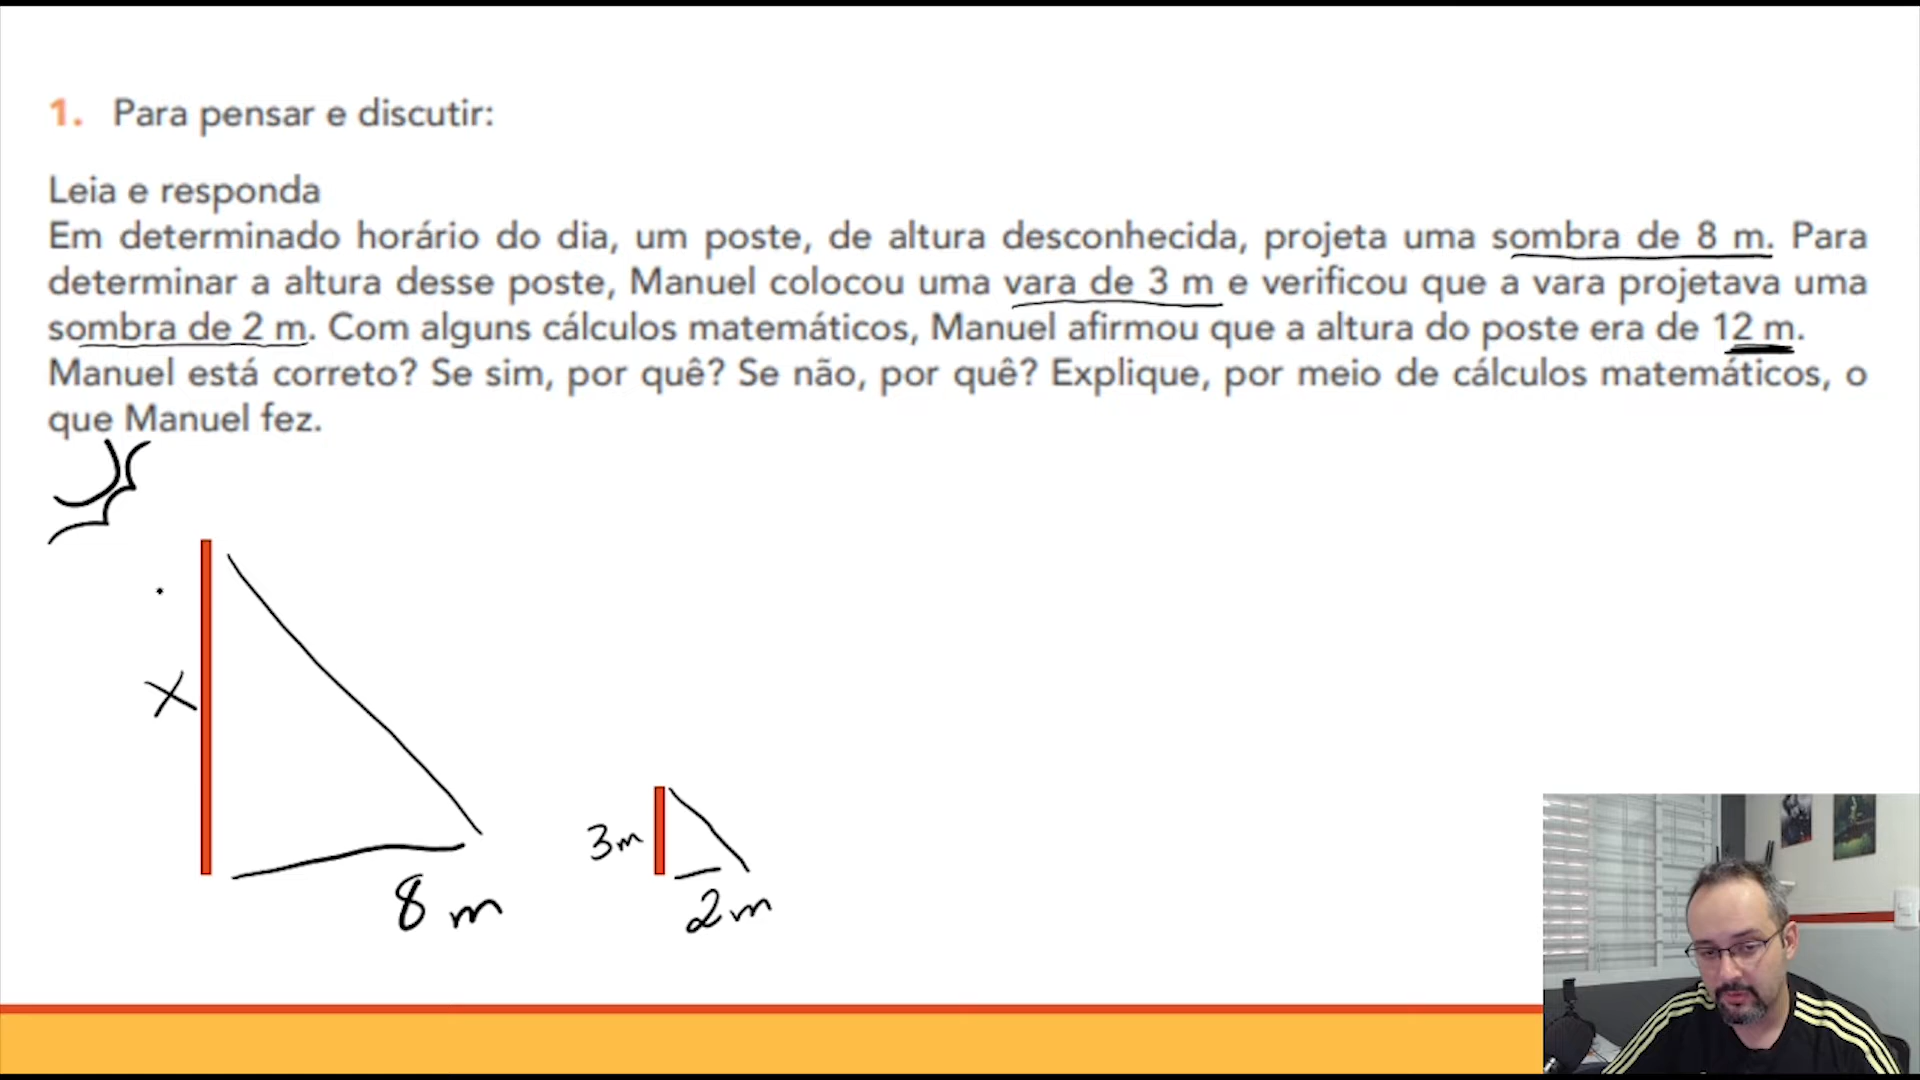 1. Para pensar e discutir:
Leia e responda
Em determinado horário do dia, um poste, de altura desconhecida, projeta uma sombra de 8 m. Para
determinar a altura desse poste, Manuel colocou uma vara de 3 m e verificou que a vara projetava uma
sombra de 2 m. Com alguns cálculos matemáticos, Manuel afirmou que a altura do poste era de 12 m.
Manuel está correto? Se sim, por quê? Se não, por quê? Explique, por meio de cálculos matemáticos, o
que Manuel fez.
x
3m
8 m
2m